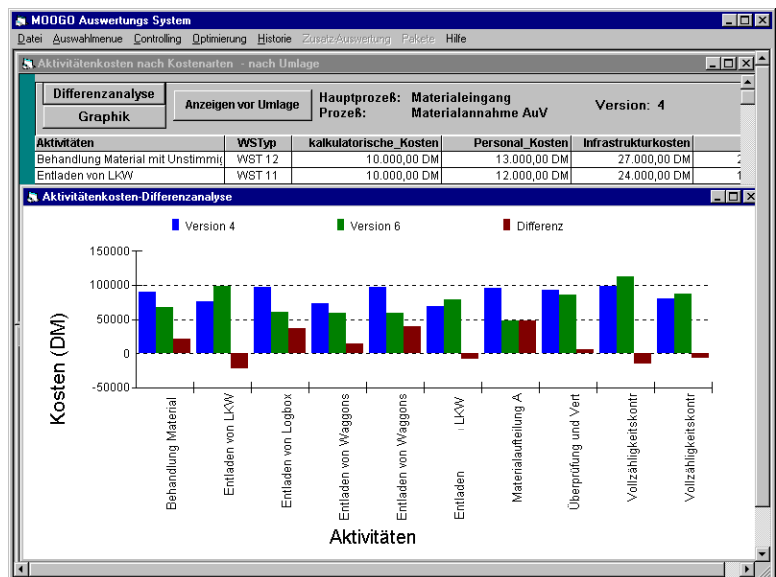 MOOGO Auswertungs System
Datei Auswahlmenue Controlling Optimierung Historie Zusatz-Auswertung Pakete Hilfe
Aktivitätenkosten nach Kostenarten - nach Umlage
Differenzanalyse
Graphik
Anzeigen vor Umlage
Hauptprozeß: Materialeingang
Prozeß: Materialannahme AuV
Version: 4
Aktivitäten WSTyp kalkulatorische_Kosten Personal_Kosten Infrastrukturkosten
Behandlung Material mit Unstimmig WST 12 10.000,00 DM 13.000,00 DM 27.000,00 DM 2
Entladen von LKW WST 11 10.000,00 DM 12.000,00 DM 24.000,00 DM 1
Aktivitätenkosten-Differenzanalyse
Version 4 Version 6 Differenz
150000
100000
50000
0
-50000
Kosten (DM)
Behandlung Material
Entladen von LKW
Entladen von Logbox
Entladen von Waggons
Entladen von Waggons
Entladen LKW
Materialaufteilung A
Überprüfung und Vert
Vollzähligkeitskontr
Vollzähligkeitskontr
Aktivitäten